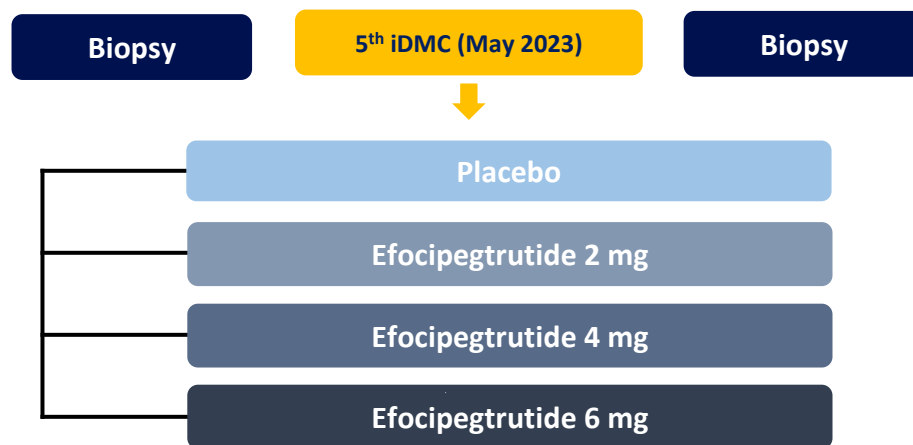 Biopsy
5th iDMC (May 2023)
Biopsy
Placebo
Efocipegtrutide 2 mg
Efocipegtrutide 4 mg
Efocipegtrutide 6 mg